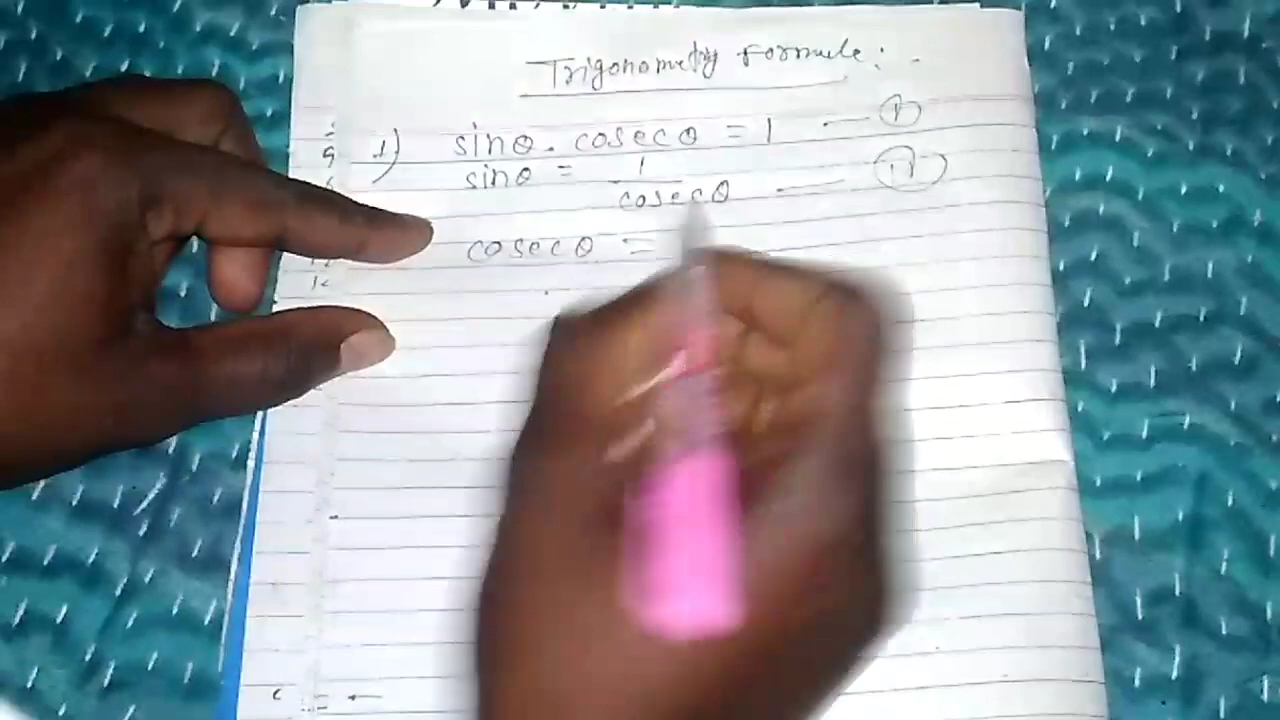 Trigonometry Formule:
1) sinθ . cosecθ = 1 — (i)
sinθ = 1/cosecθ — (ii)
cosecθ =